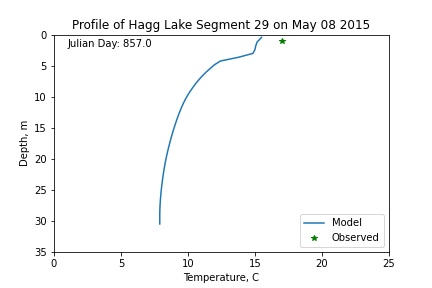 Profile of Hagg Lake Segment 29 on May 08 2015
Julian Day: 857.0
0
5
10
15
20
25
30
35
Depth, m
0
5
10
15
20
25
Temperature, C
Model
Observed